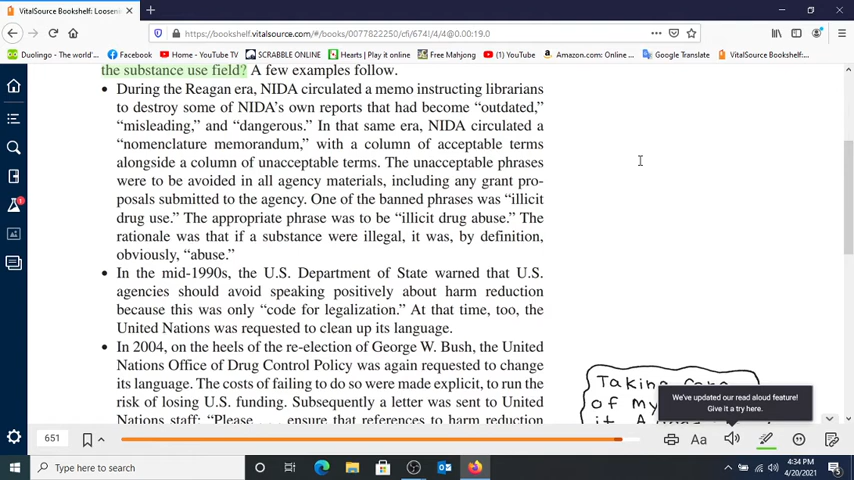 VitalSource Bookshelf: Loosenin
https://bookshelf.vitalsource.com/#/books/0077822250/cfi/674!/4/4@0.00:19.0
Duolingo - The world'...
Facebook
Home - YouTube TV
SCRABBLE ONLINE
Hearts | Play it online
Free Mahjong
(1) YouTube
Amazon.com: Online...
Google Translate
VitalSource Bookshelf:...
the substance use field? A few examples follow.
• During the Reagan era, NIDA circulated a memo instructing librarians
to destroy some of NIDA's own reports that had become “outdated,”
“misleading,” and “dangerous.” In that same era, NIDA circulated a
“nomenclature memorandum,” with a column of acceptable terms
alongside a column of unacceptable terms. The unacceptable phrases
were to be avoided in all agency materials, including any grant pro-
posals submitted to the agency. One of the banned phrases was “illicit
drug use.” The appropriate phrase was to be “illicit drug abuse.” The
rationale was that if a substance were illegal, it was, by definition,
obviously, “abuse.”
• In the mid-1990s, the U.S. Department of State warned that U.S.
agencies should avoid speaking positively about harm reduction
because this was only “code for legalization.” At that time, too, the
United Nations was requested to clean up its language.
• In 2004, on the heels of the re-election of George W. Bush, the United
Nations Office of Drug Control Policy was again requested to change
its language. The costs of failing to do so were made explicit, to run the
risk of losing U.S. funding. Subsequently a letter was sent to United
Nations staff: “Please . . . ensure that references to harm reduction
Taking
of my
We've updated our read aloud feature!
Give it a try here.
651
Aa
Type here to search
4:34 PM
4/20/2021